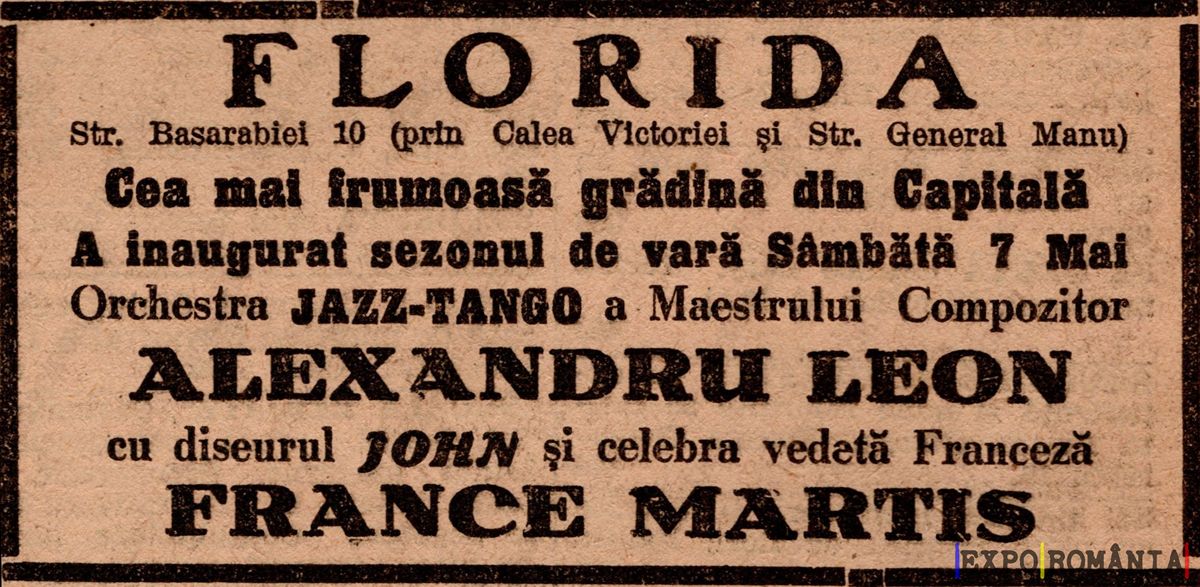 FLORIDA
Str. Basarabiei 10 (prin Calea Victoriei și Str. General Manu)
Cea mai frumoasă grădină din Capitală
A inaugurat sezonul de vară Sâmbătă 7 Mai
Orchestra JAZZ-TANGO a Maestrului Compozitor
ALEXANDRU LEON
cu diseurul JOHN și celebra vedetă Franceză
FRANCE MARTIS
EXPO ROMÂNIA